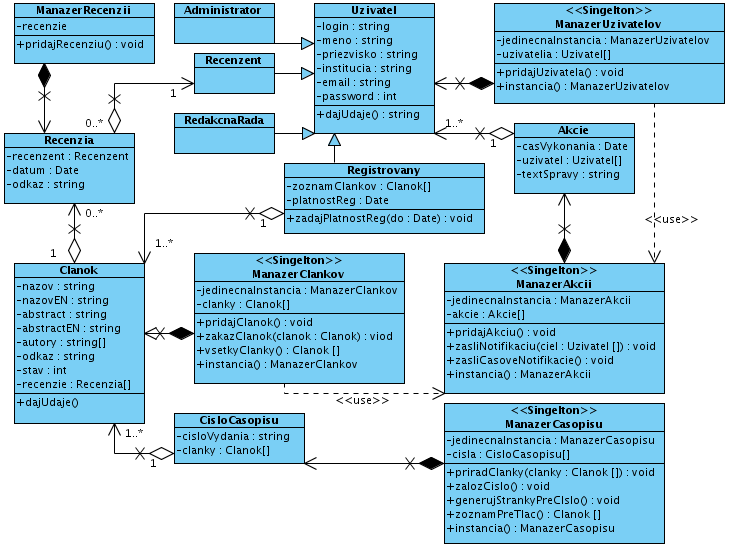 ManazerRecenzii
-recenzie
+pridajRecenziu() : void
Administrator
Recenzent
RedakcnaRada
Uzivatel
-login : string
-meno : string
-priezvisko : string
-institucia : string
-email : string
-password : int
+dajUdaje() : string
<<Singelton>>
ManazerUzivatelov
-jedinecnaInstancia : ManazerUzivatelov
-uzivatelia : Uzivatel[]
+pridajUzivatela() : void
+instancia() : ManazerUzivatelov
1
0..*
1..*
1
Recenzia
-recenzent : Recenzent
-datum : Date
-odkaz : string
Akcie
-casVykonania : Date
-uzivatel : Uzivatel[]
-textSpravy : string
Registrovany
-zoznamClankov : Clanok[]
-platnostReg : Date
+zadajPlatnostReg(do : Date) : void
0..*
1
1..*
1
<<use>>
Clanok
-nazov : string
-nazovEN : string
-abstract : string
-abstractEN : string
-autory : string[]
-odkaz : string
-stav : int
-recenzie : Recenzia[]
+dajUdaje()
<<Singelton>>
ManazerClankov
-jedinecnaInstancia : ManazerClankov
-clanky : Clanok[]
+pridajClanok() : void
+zakazClanok(clanok : Clanok) : viod
+vsetkyClanky() : Clanok []
+instancia() : ManazerClankov
<<Singelton>>
ManazerAkcii
-jedinecnaInstancia : ManazerAkcii
-akcie : Akcie[]
+pridajAkciu() : void
+zasliNotifikaciu(ciel : Uzivatel []) : void
+zasliCasoveNotifikacie() : void
+instancia() : ManazerAkcii
<<use>>
1..*
1
CisloCasopisu
-cisloVydania : string
-clanky : Clanok[]
<<Singelton>>
ManazerCasopisu
-jedinecnaInstancia : ManazerCasopisu
-cisla : CisloCasopisu[]
+priradClanky(clanky : Clanok []) : void
+zalozCislo() : void
+generujStrankyPreCIslo() : void
+zoznamPreTlac() : Clanok []
+instancia() : ManazerCasopisu